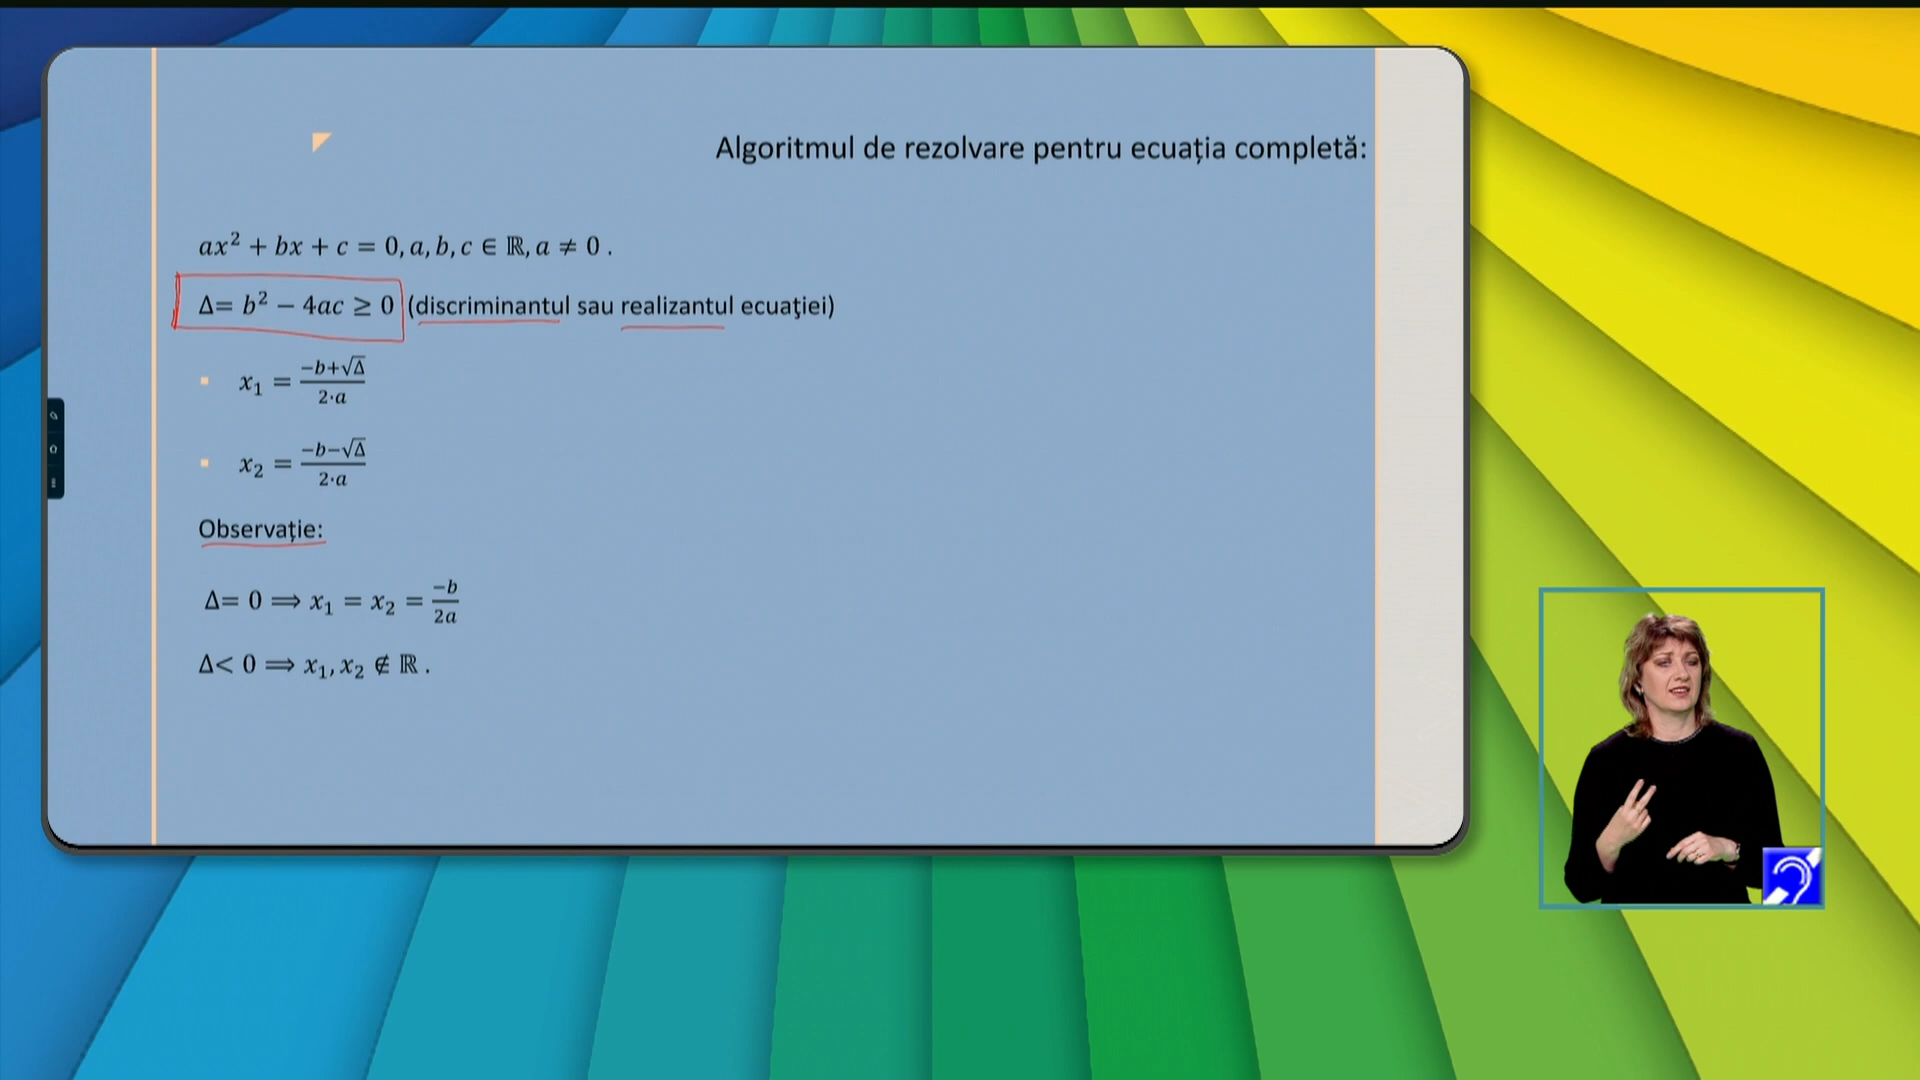 Algoritmul de rezolvare pentru ecuația completă:
ax² + bx + c = 0, a, b, c ∈ ℝ, a ≠ 0 .
Δ= b² − 4ac ≥ 0 (discriminantul sau realizantul ecuaţiei)
▪ x₁ = (−b+√Δ)/(2·a)
▪ x₂ = (−b−√Δ)/(2·a)
Observație:
Δ= 0 ⟹ x₁ = x₂ = −b/2a
Δ< 0 ⟹ x₁, x₂ ∉ ℝ .